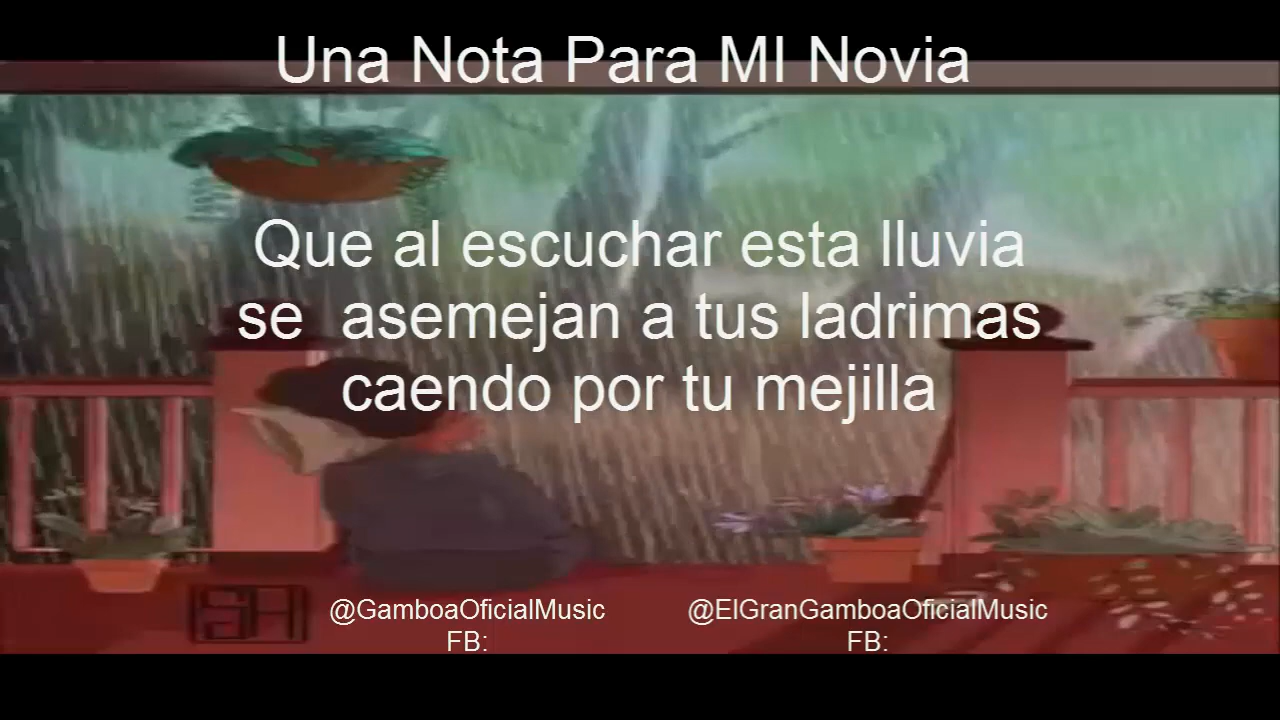 Una Nota Para MI Novia
Que al escuchar esta lluvia
se asemejan a tus ladrimas
caendo por tu mejilla
@GamboaOficialMusic @ElGranGamboaOficialMusic
FB: FB: